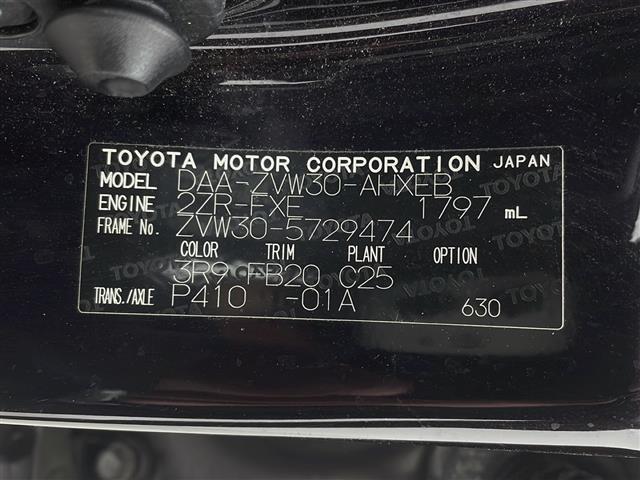 TOYOTA MOTOR CORPORATION JAPAN
MODEL DAA-ZVW30-AHXEB
ENGINE 2ZR-FXE 1797 mL
FRAME No. ZVW30-5729474
COLOR TRIM PLANT OPTION
3R9 FB20 C25
TRANS./AXLE P410 -01A
630